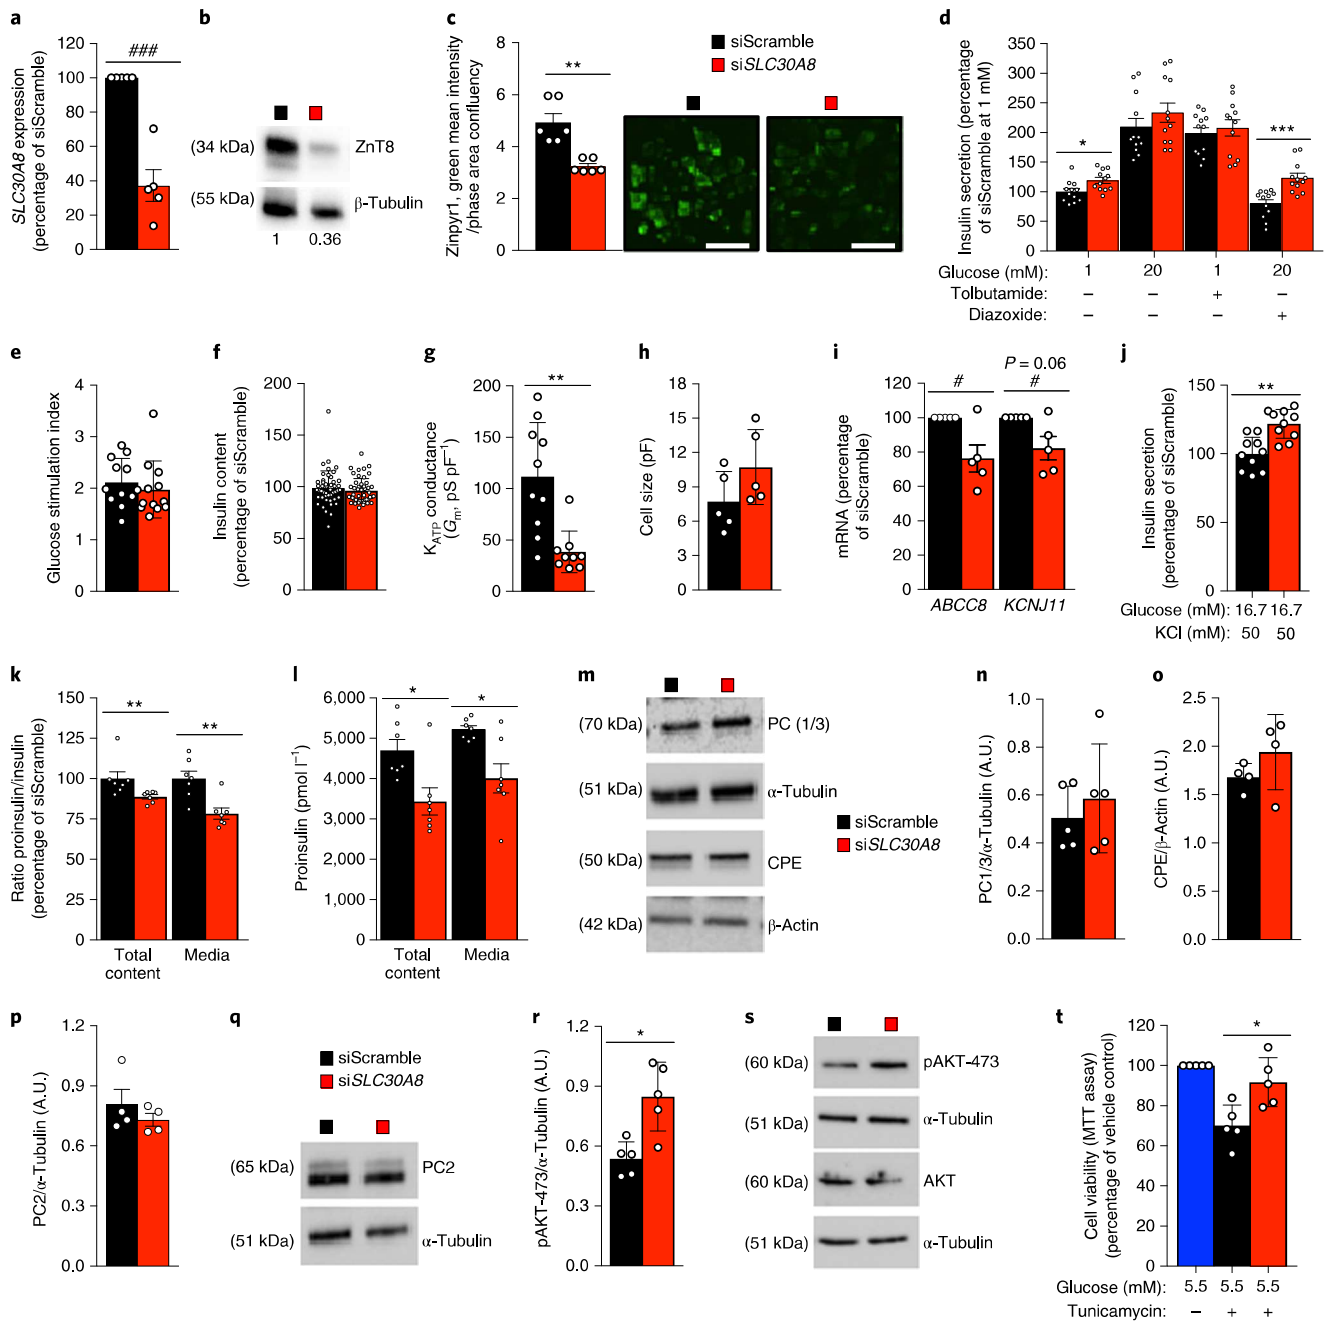 a
SLC30A8 expression
(percentage of siScramble)
120
100
80
60
40
20
0
###
b
(34 kDa)
ZnT8
(55 kDa)
β-Tubulin
1
0.36
c
Zinpyr1, green mean intensity
/phase area confluency
8
6
4
2
0
**
siScramble
siSLC30A8
d
Insulin secretion (percentage
of siScramble at 1 mM)
350
300
250
200
150
100
50
0
*
***
Glucose (mM): 1 20 1 20
Tolbutamide: – – + –
Diazoxide: – – – +
e
Glucose stimulation index
4
3
2
1
0
f
Insulin content
(percentage of siScramble)
200
150
100
50
0
g
KATP conductance
(Gm, pS pF–1)
200
150
100
50
0
**
h
Cell size (pF)
18
15
12
9
6
3
0
i
mRNA (percentage
of siScramble)
120
100
80
60
40
20
0
#
P = 0.06
#
ABCC8 KCNJ11
j
Insulin secretion
(percentage of siScramble)
150
100
50
0
**
Glucose (mM): 16.7 16.7
KCl (mM): 50 50
k
Ratio proinsulin/insulin
(percentage of siScramble)
150
125
100
75
50
25
0
**
**
Total
content
Media
l
Proinsulin (pmol l–1)
6,000
5,000
4,000
3,000
2,000
1,000
0
*
*
Total
content
Media
m
(70 kDa)
PC (1/3)
(51 kDa)
α-Tubulin
(50 kDa)
CPE
(42 kDa)
β-Actin
siScramble
siSLC30A8
n
PC1/3/α-Tubulin (A.U.)
1.0
0.8
0.6
0.4
0.2
0.0
o
CPE/β-Actin (A.U.)
2.5
2.0
1.5
1.0
0.5
0.0
p
PC2/α-Tubulin (A.U.)
1.2
0.9
0.6
0.3
0.0
q
siScramble
siSLC30A8
(65 kDa)
PC2
(51 kDa)
α-Tubulin
r
pAKT-473/α-Tubulin (A.U.)
1.2
0.9
0.6
0.3
0.0
*
s
(60 kDa)
pAKT-473
(51 kDa)
α-Tubulin
(60 kDa)
AKT
(51 kDa)
α-Tubulin
t
Cell viability (MTT assay)
(percentage of vehicle control)
120
100
80
60
40
20
0
*
Glucose (mM): 5.5 5.5 5.5
Tunicamycin: – + +